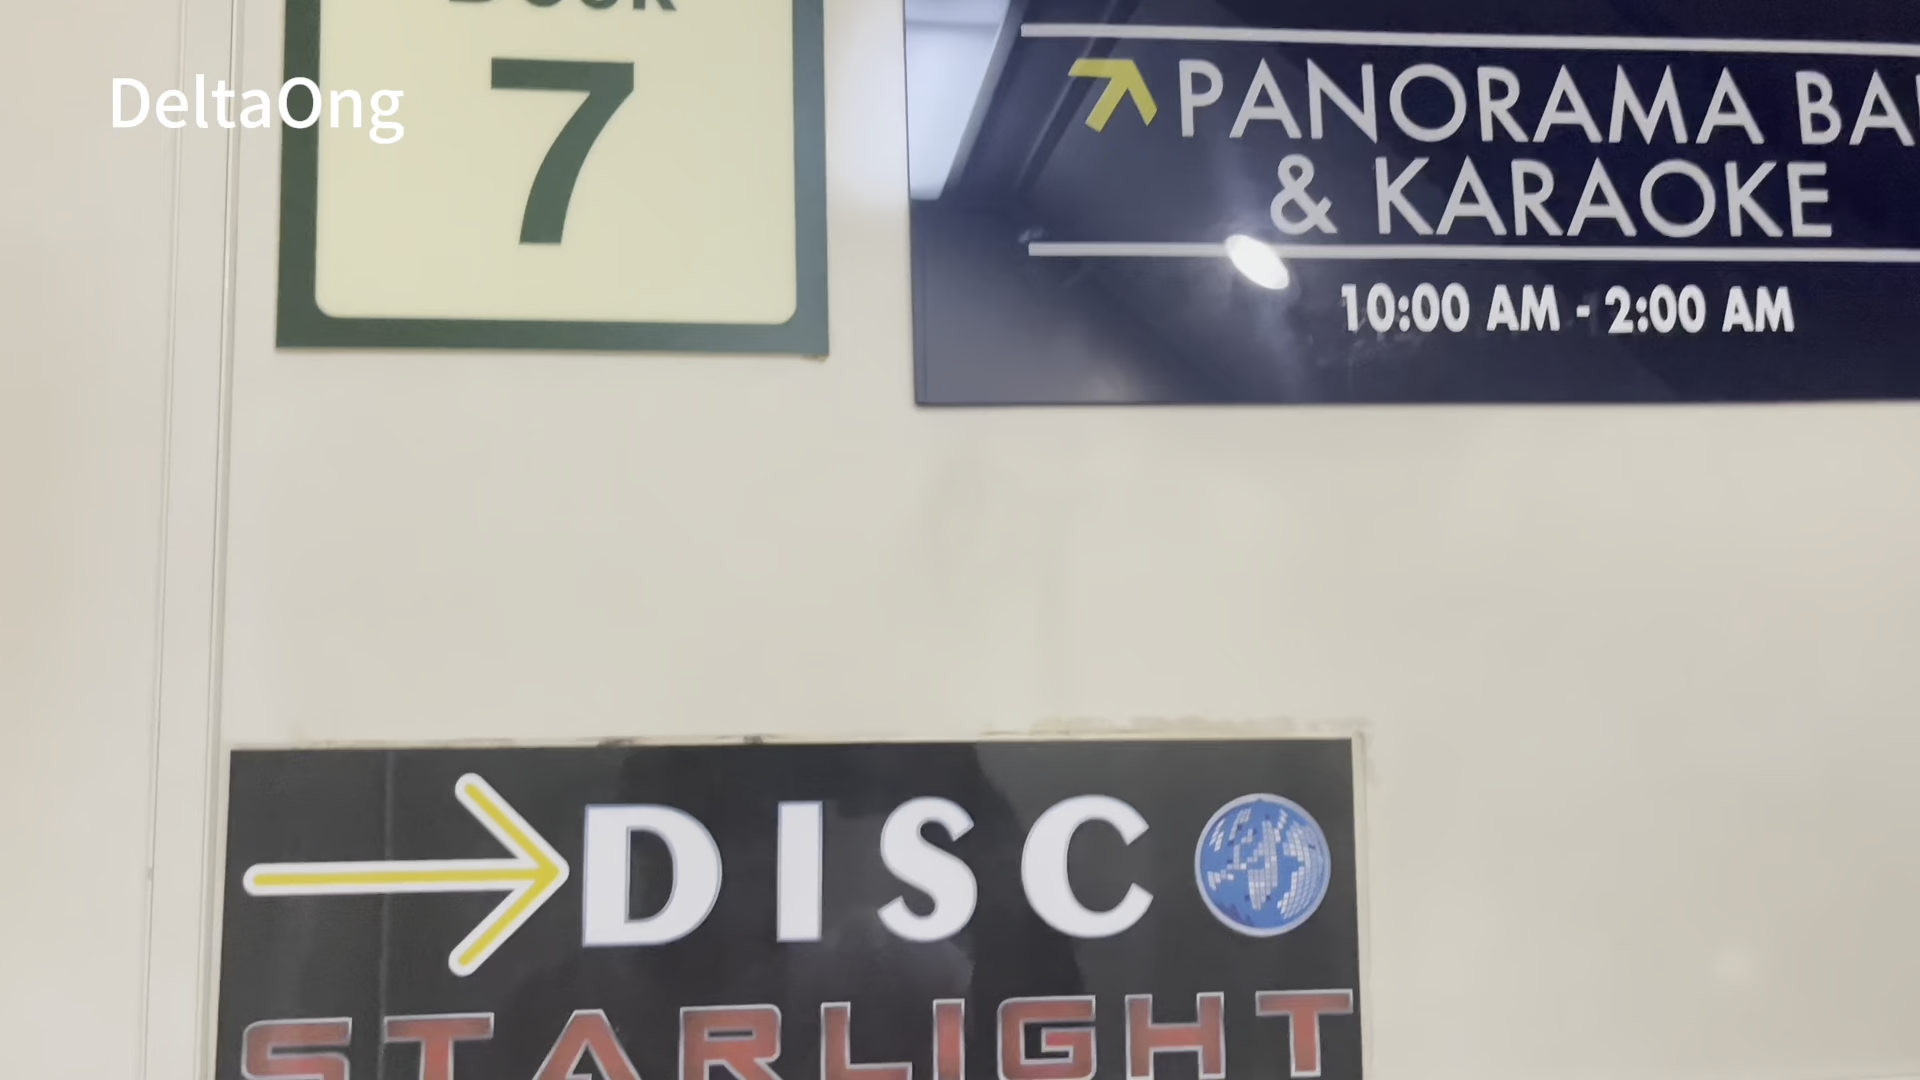 DeltaOng
7
PANORAMA
& KARAOKE
10:00 AM - 2:00 AM
DISCO
STARLIGHT